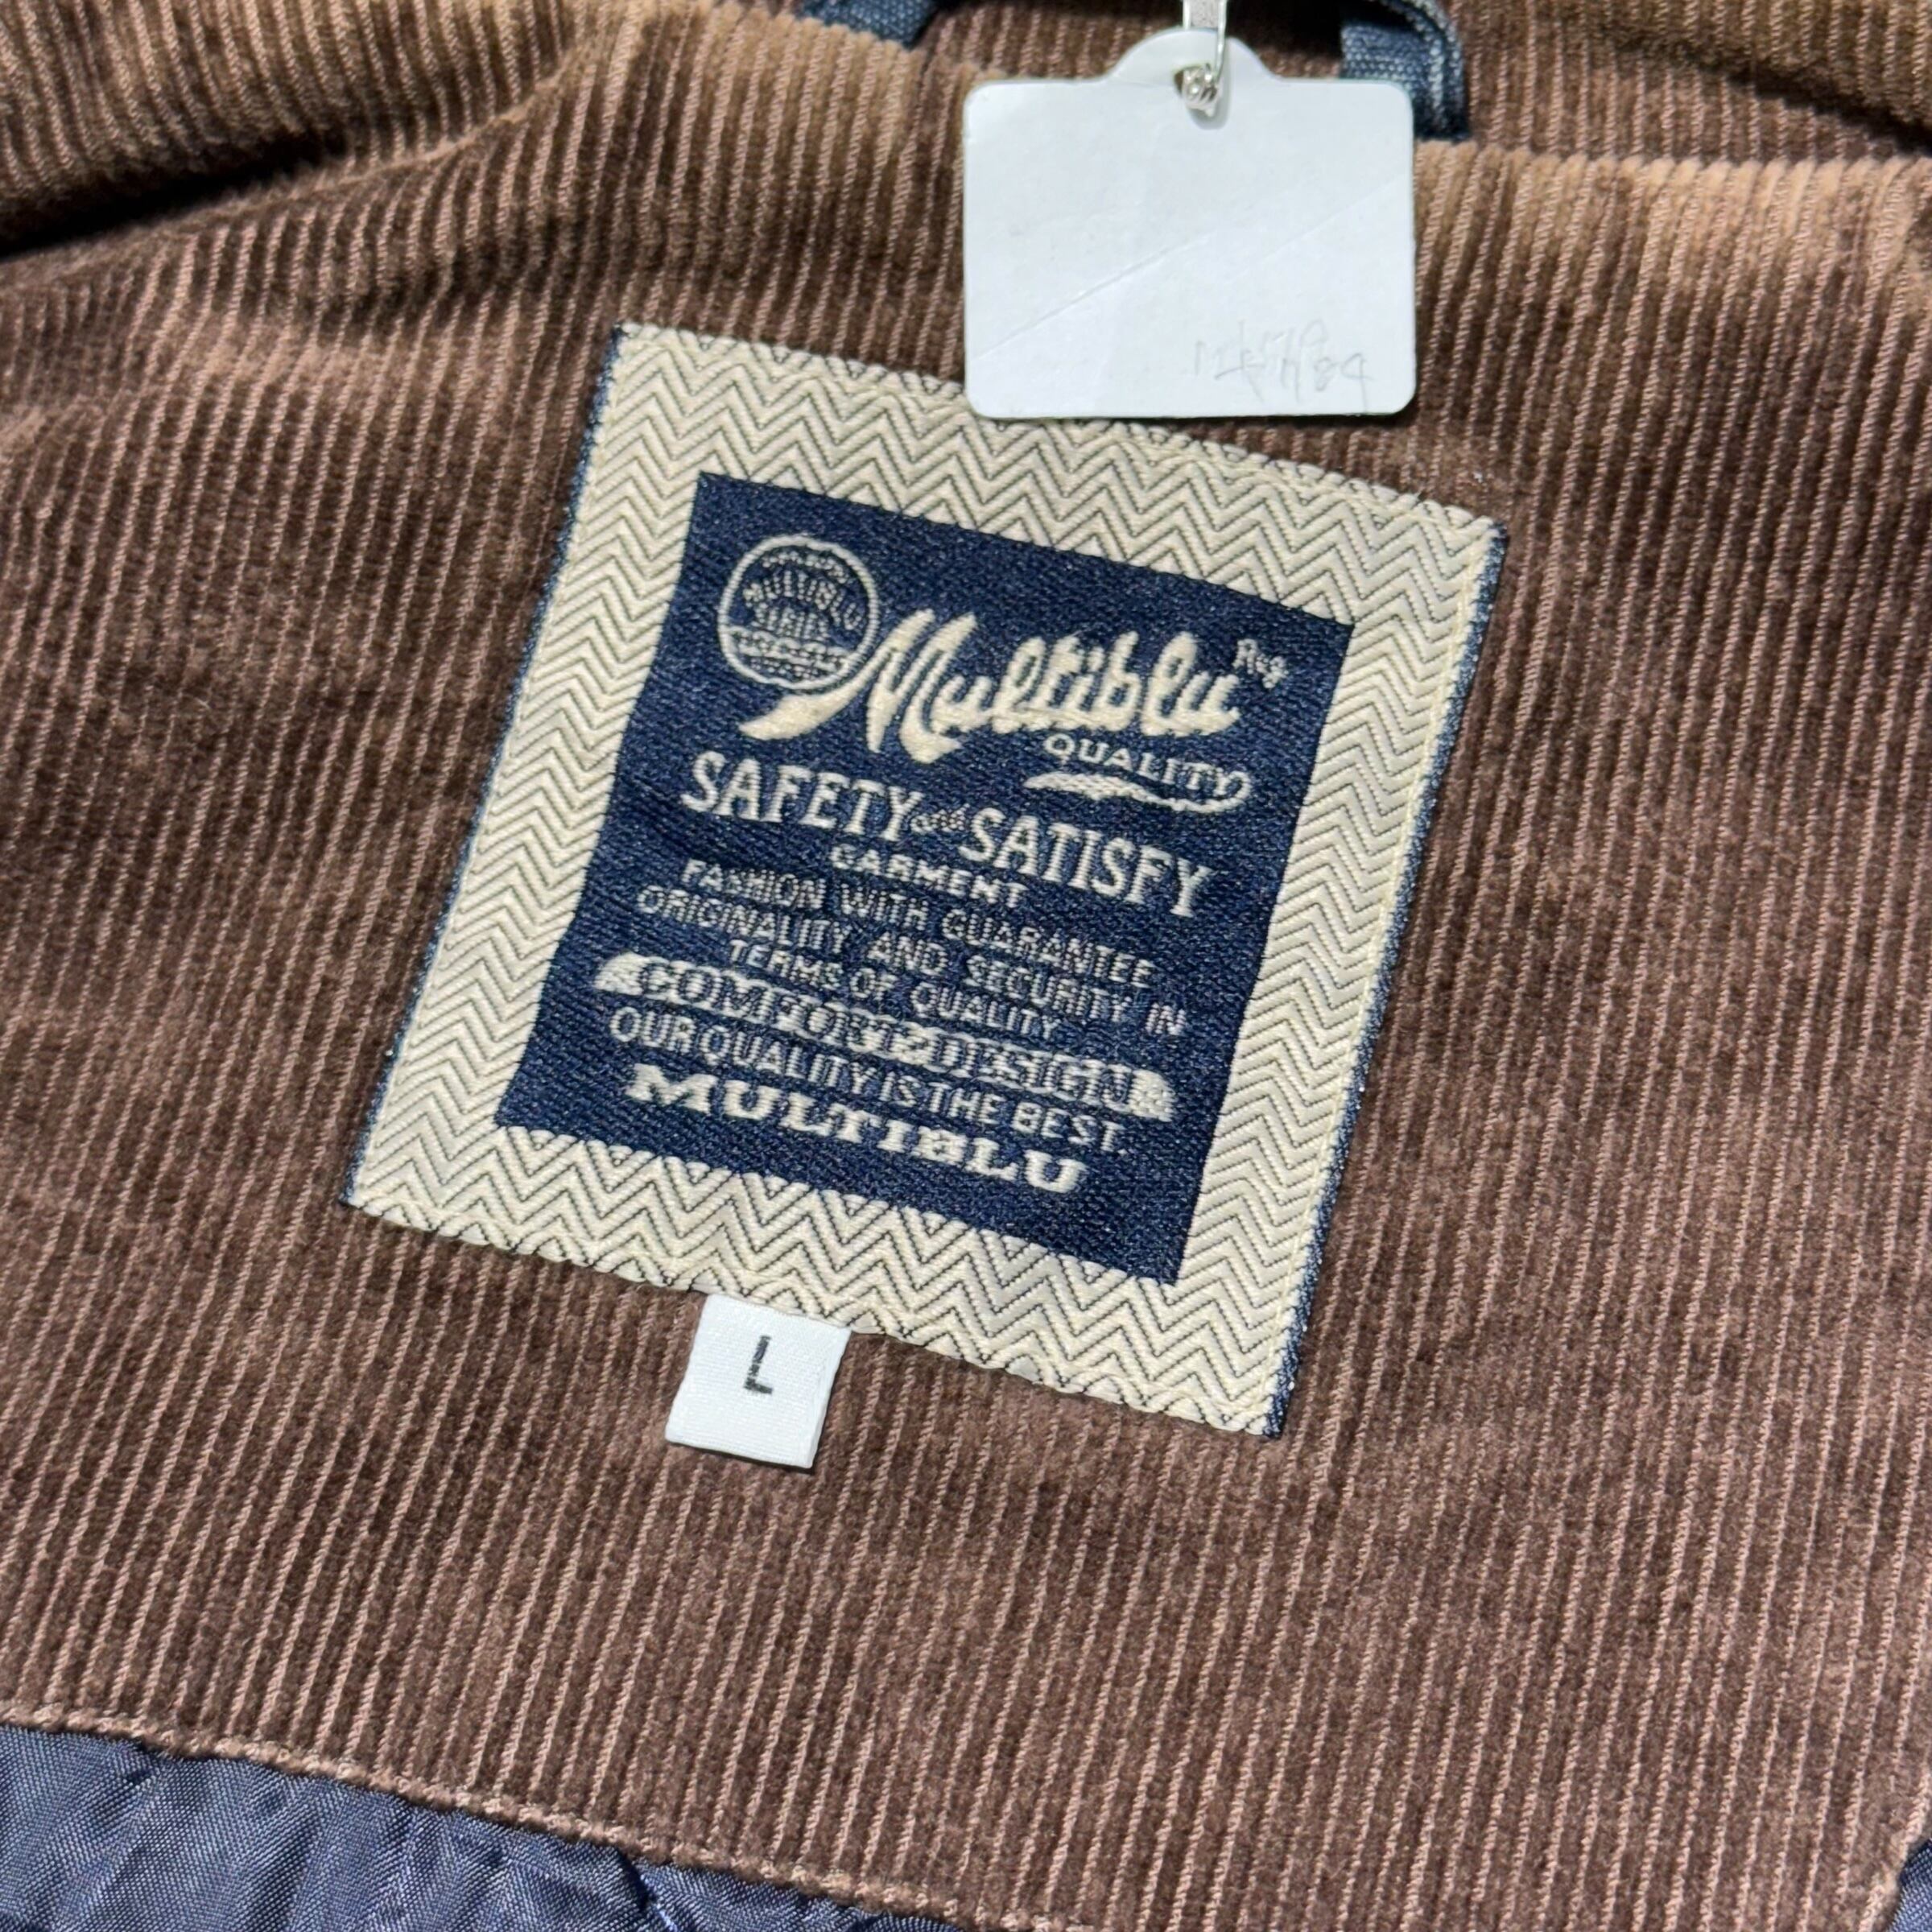 MULTIBLU
Multiblu Reg
QUALITY
SAFETY and SATISFY
GARMENT
FASHION WITH GUARANTEE
ORIGINALITY AND SECURITY IN
TERMS OF QUALITY
COMFORT & DESIGN
OUR QUALITY IS THE BEST.
MULTIBLU
L